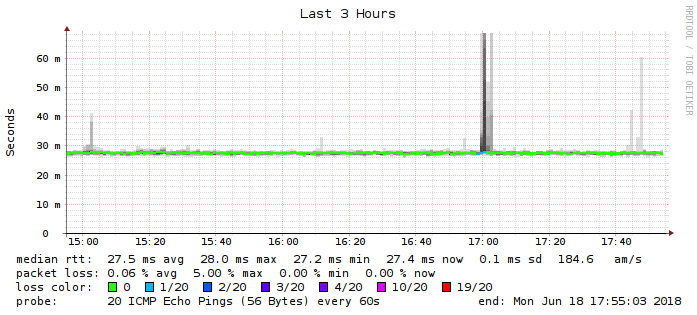 Last 3 Hours
RRDTOOL / TOBI OETIKER
Seconds
60 m
50 m
40 m
30 m
20 m
10 m
0
15:00 15:20 15:40 16:00 16:20 16:40 17:00 17:20 17:40
median rtt: 27.5 ms avg 28.0 ms max 27.2 ms min 27.4 ms now 0.1 ms sd 184.6 am/s
packet loss: 0.06 % avg 5.00 % max 0.00 % min 0.00 % now
loss color: 0 1/20 2/20 3/20 4/20 10/20 19/20
probe: 20 ICMP Echo Pings (56 Bytes) every 60s end: Mon Jun 18 17:55:03 2018